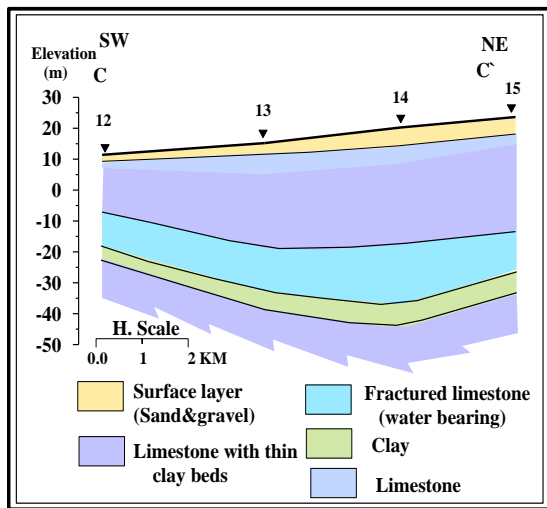 SW
NE
Elevation
(m)
C
C`
12
13
14
15
30
20
10
0
-10
-20
-30
-40
-50
H. Scale
0.0 1 2 KM
Surface layer
(Sand&gravel)
Fractured limestone
(water bearing)
Limestone with thin
clay beds
Clay
Limestone